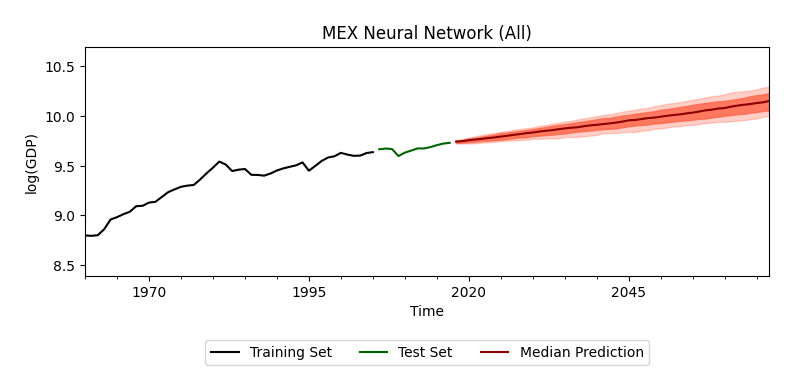 MEX Neural Network (All)
10.5
10.0
9.5
9.0
8.5
log(GDP)
1970 1995 2020 2045
Time
Training Set Test Set Median Prediction